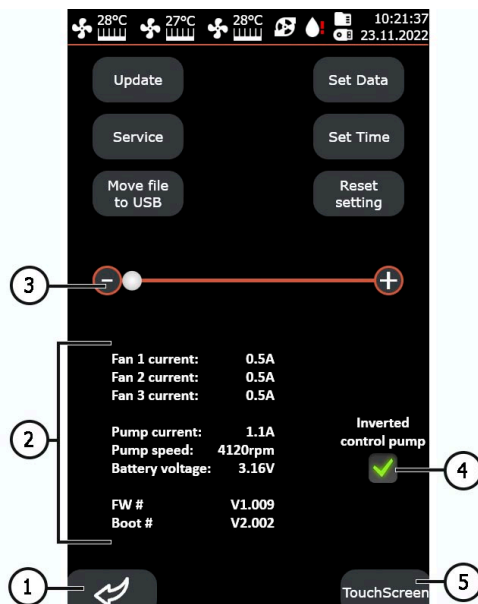 28°C 27°C 28°C 10:21:37
23.11.2022
Update Set Data
Service Set Time
Move file
to USB
Reset
setting
3
Fan 1 current: 0.5A
Fan 2 current: 0.5A
Fan 3 current: 0.5A
2
Pump current: 1.1A
Pump speed: 4120rpm
Battery voltage: 3.16V
Inverted
control pump
4
FW # V1.009
Boot # V2.002
1
5
TouchScreen